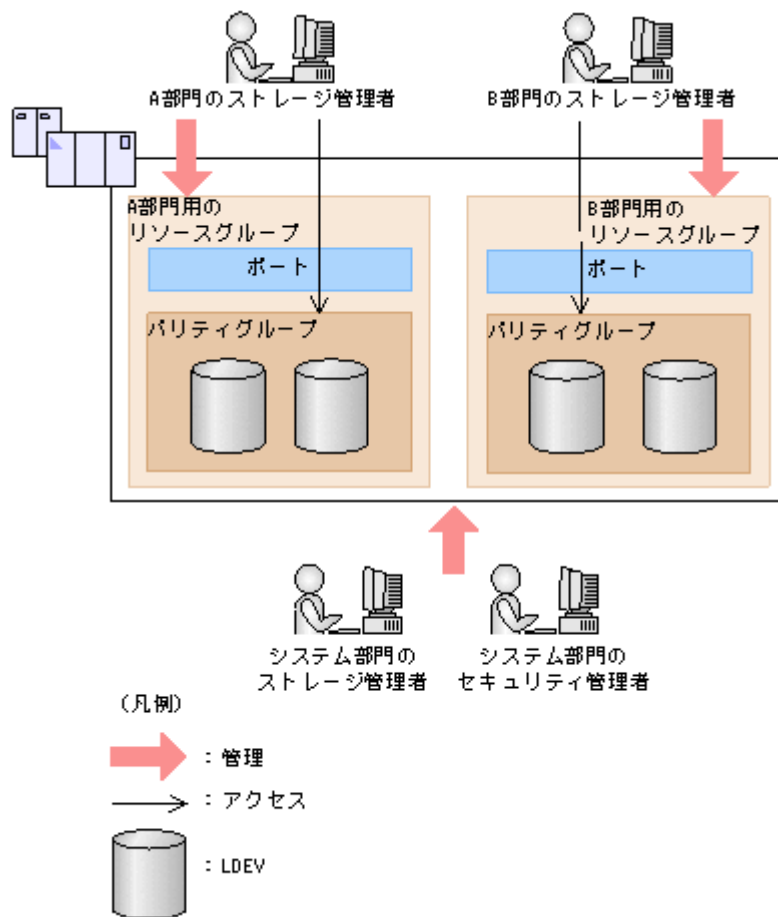 A部門のストレージ管理者
B部門のストレージ管理者
A部門用の
リソースグループ
ポート
パリティグループ
B部門用の
リソースグループ
ポート
パリティグループ
システム部門の
ストレージ管理者
システム部門の
セキュリティ管理者
(凡例)
：管理
：アクセス
：LDEV